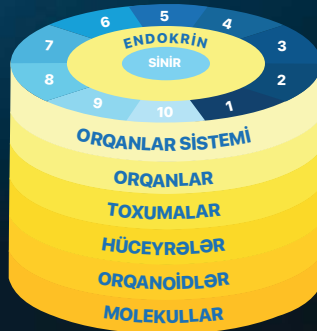 5
6
4
7
3
8
2
9
10
1
ENDOKRİN
SİNİR
ORQANLAR SİSTEMİ
ORQANLAR
TOXUMALAR
HÜCEYRƏLƏR
ORQANOİDLƏR
MOLEKULLAR